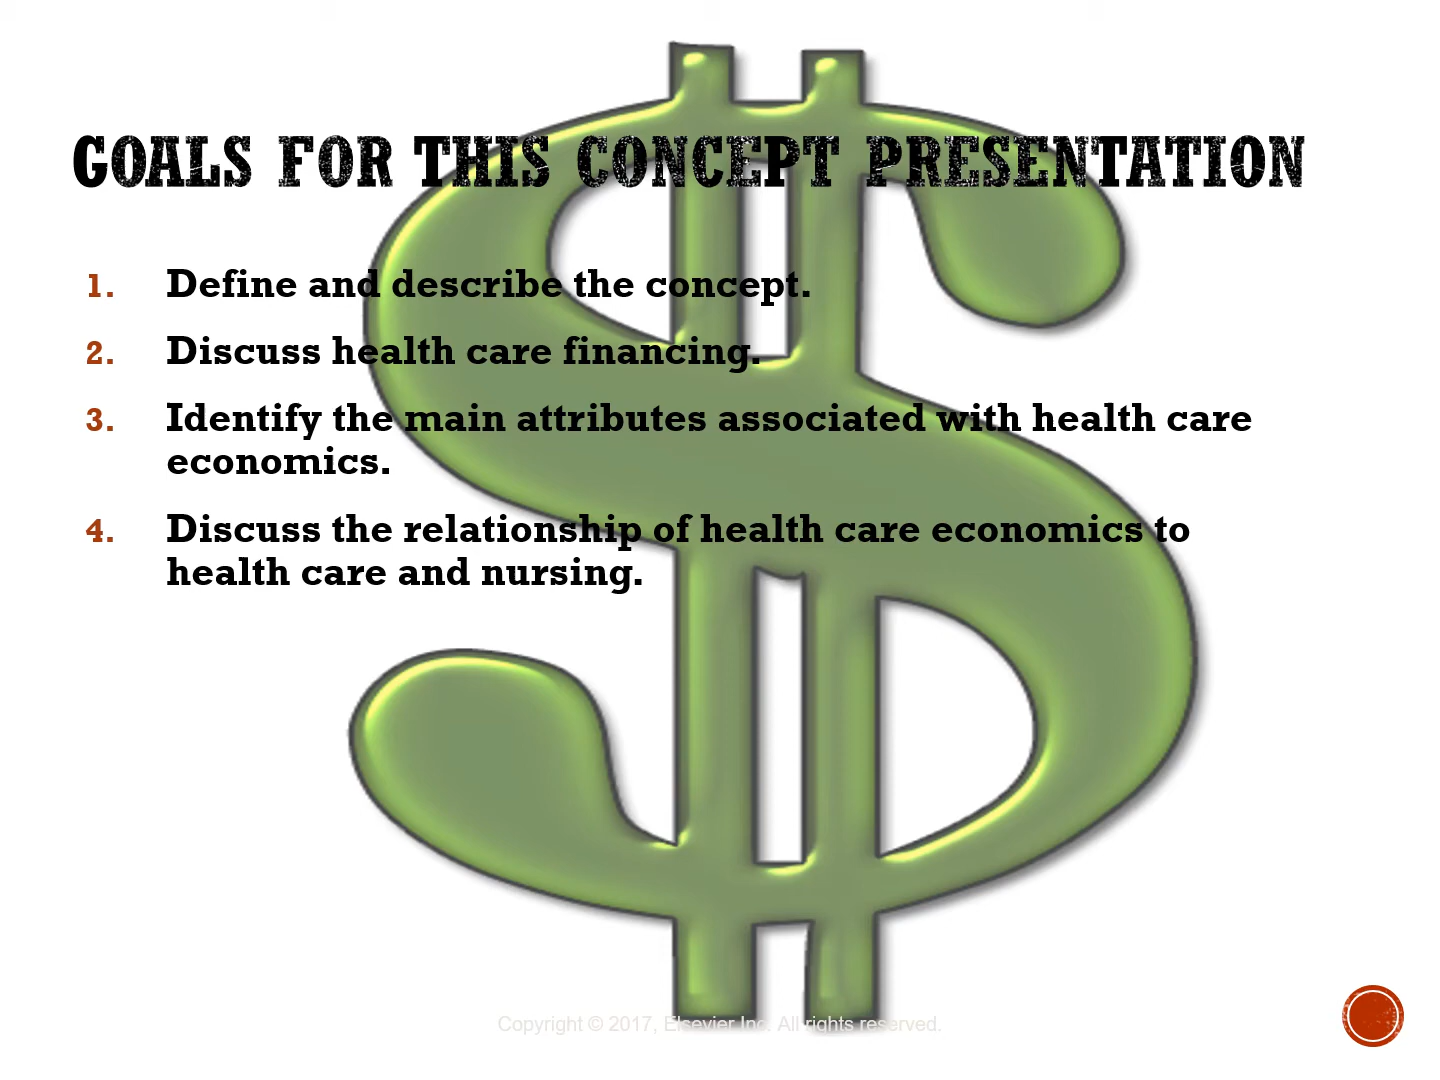 GOALS FOR THIS CONCEPT PRESENTATION
1. Define and describe the concept.
2. Discuss health care financing.
3. Identify the main attributes associated with health care
economics.
4. Discuss the relationship of health care economics to
health care and nursing.
Copyright © 2017, Elsevier Inc. All rights reserved.